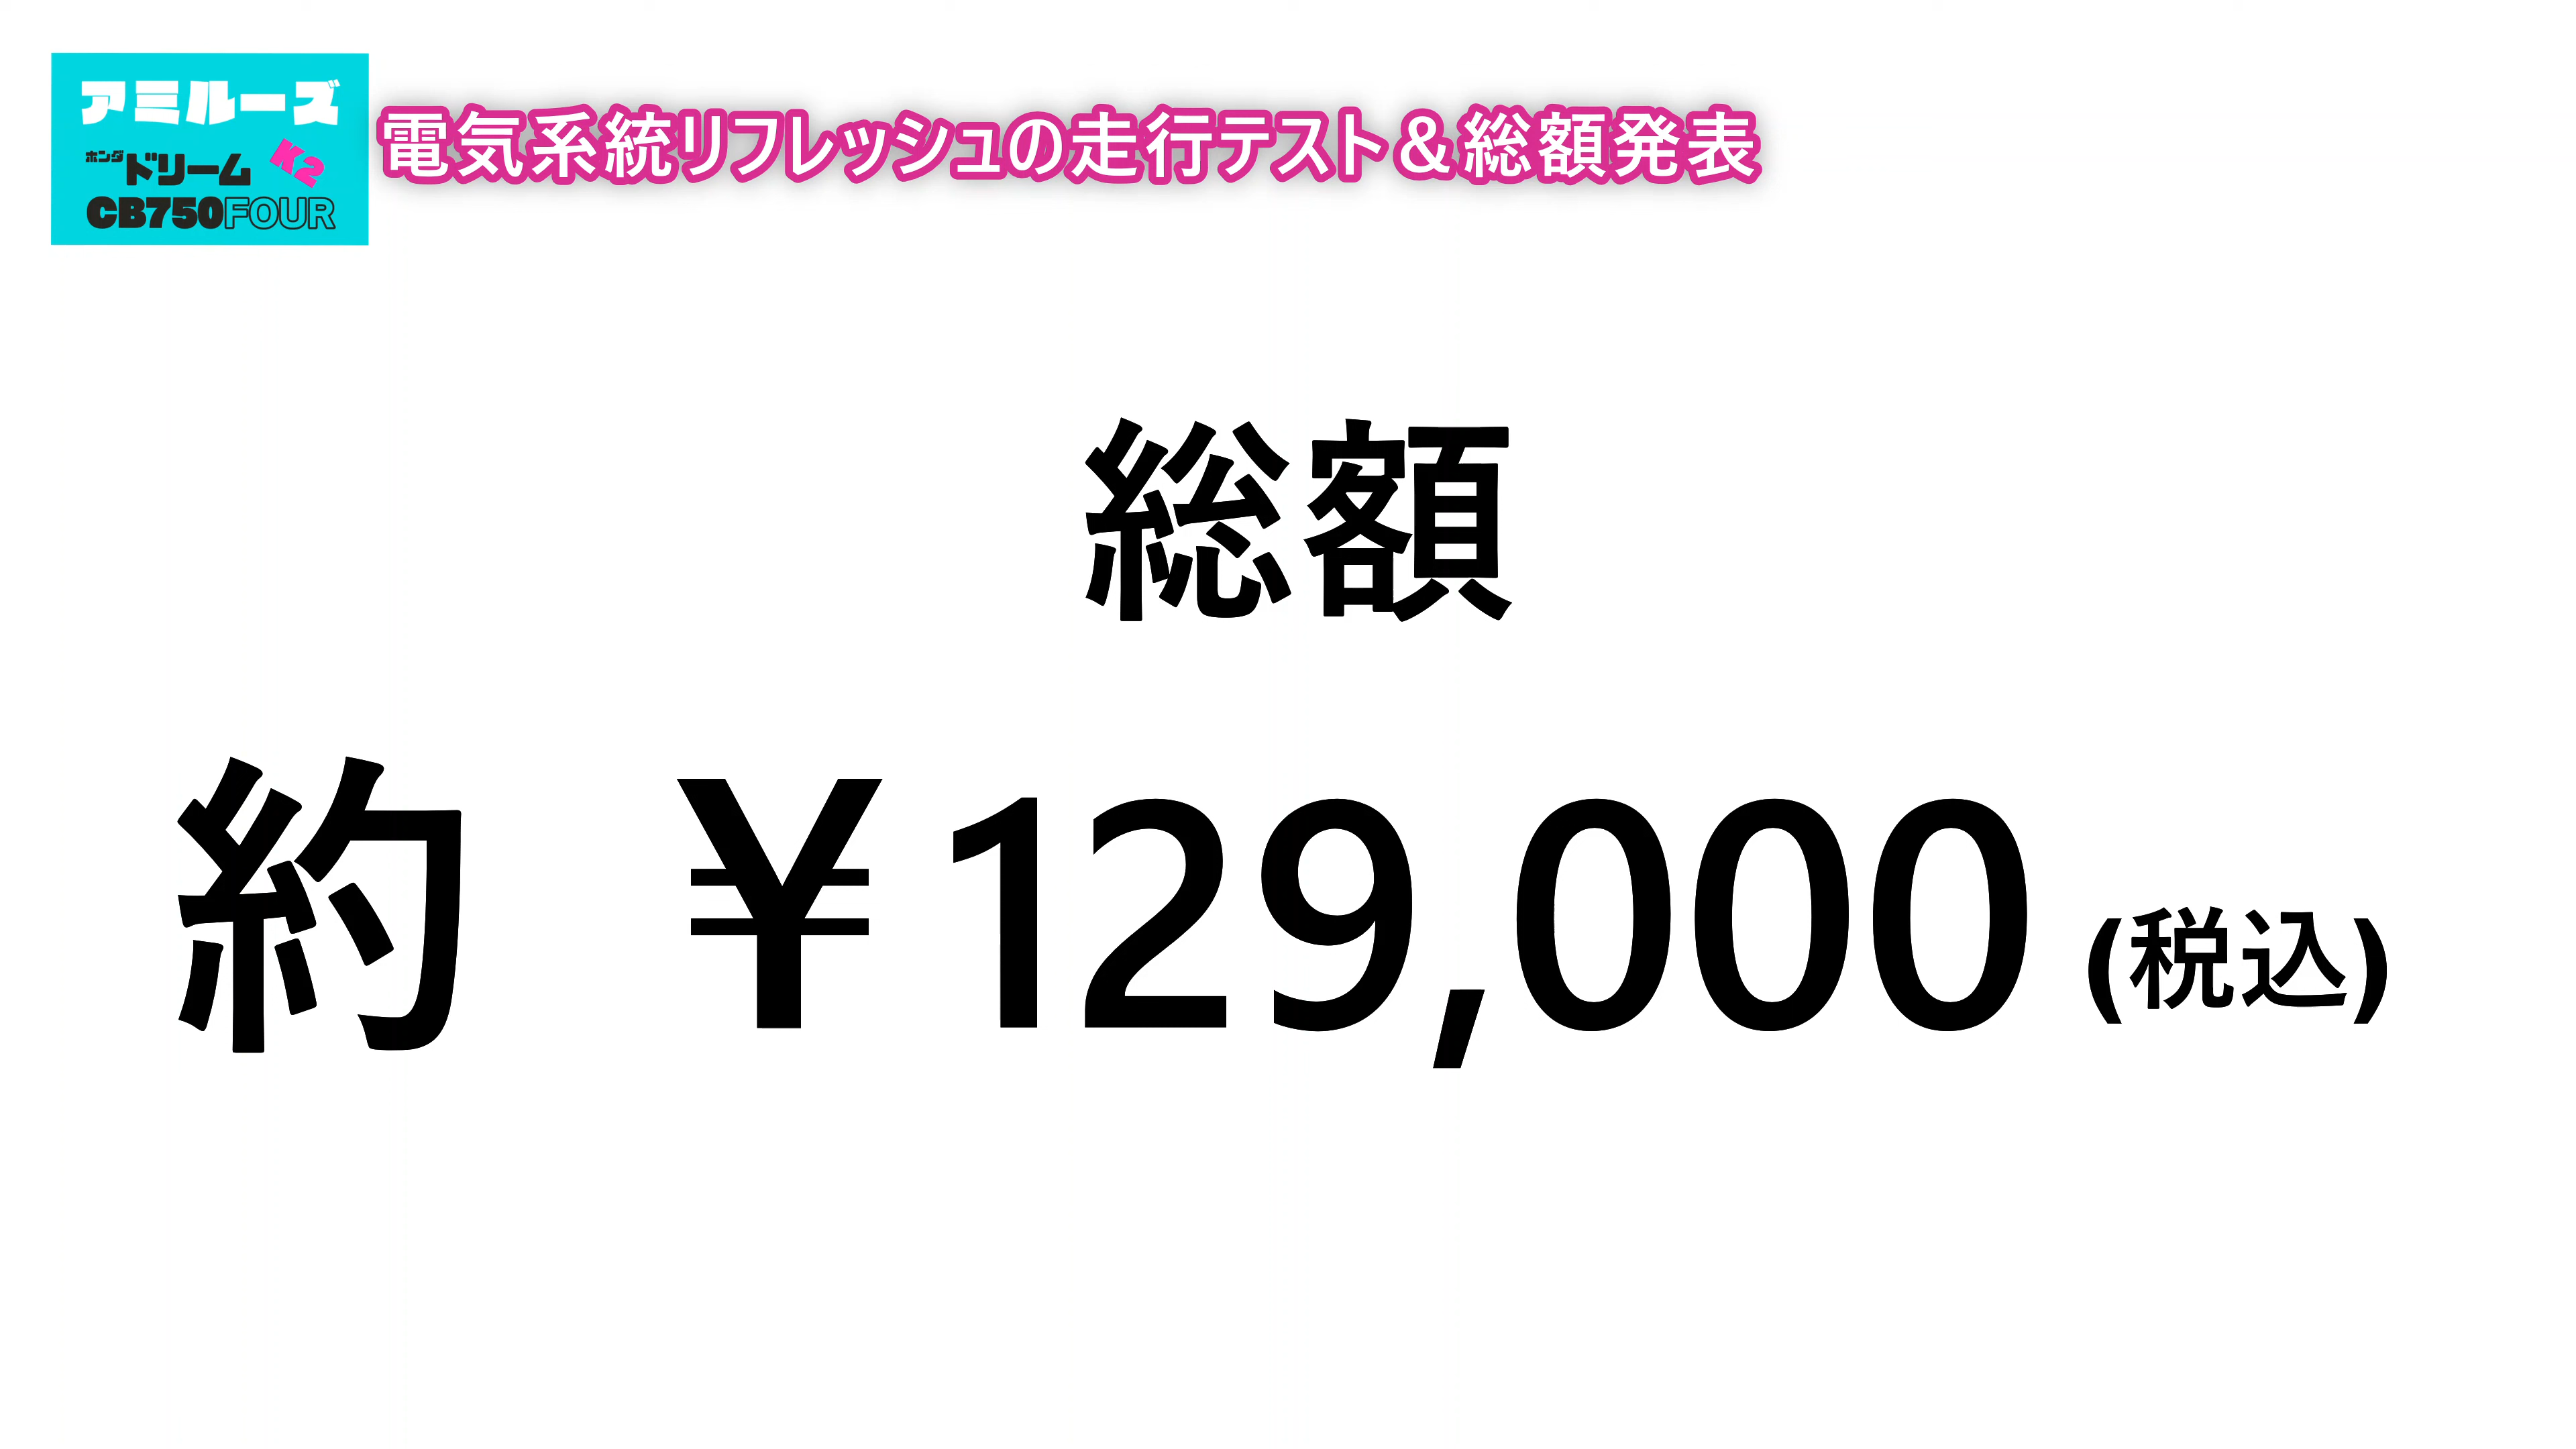 アミルーズ
ホンダ ドリーム K2
CB750FOUR
電気系統リフレッシュの走行テスト＆総額発表
総額
約 ￥129,000 (税込)